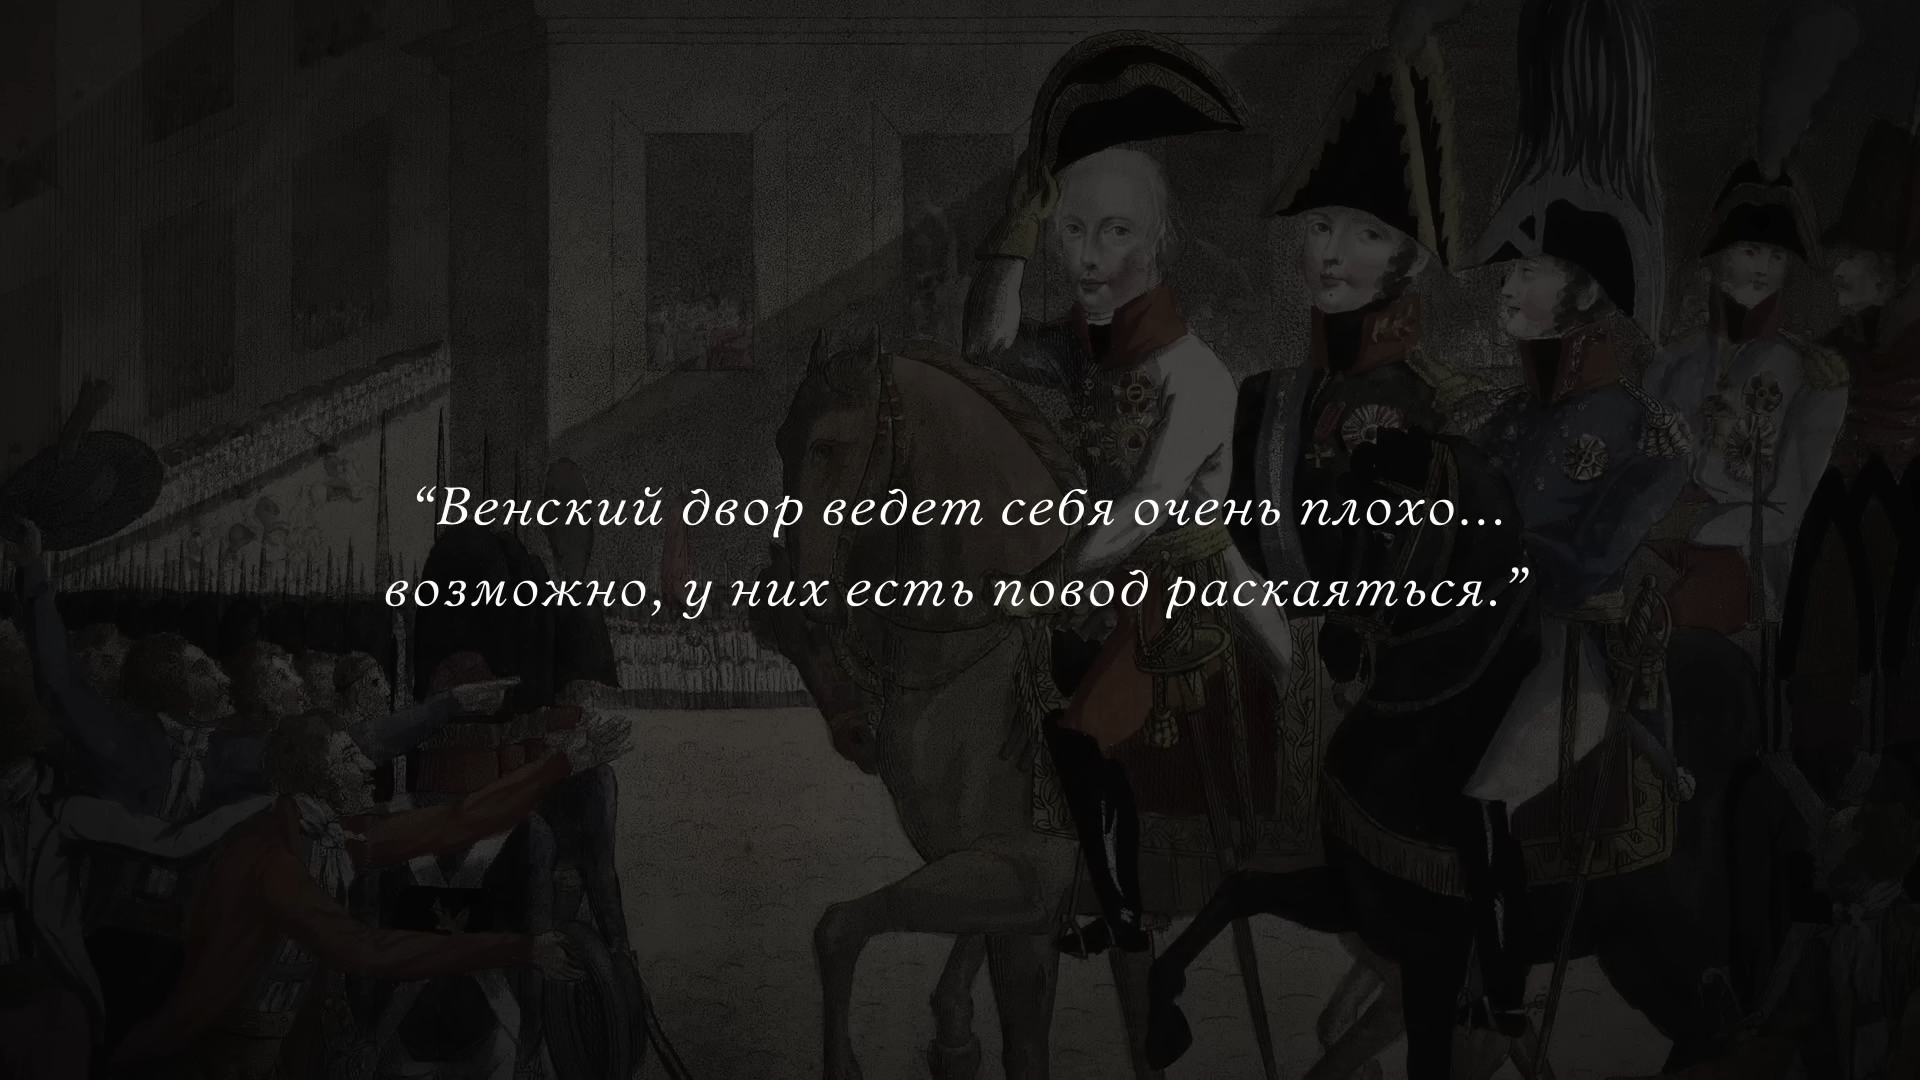 “Венский двор ведет себя очень плохо...
возможно, у них есть повод раскаяться.”